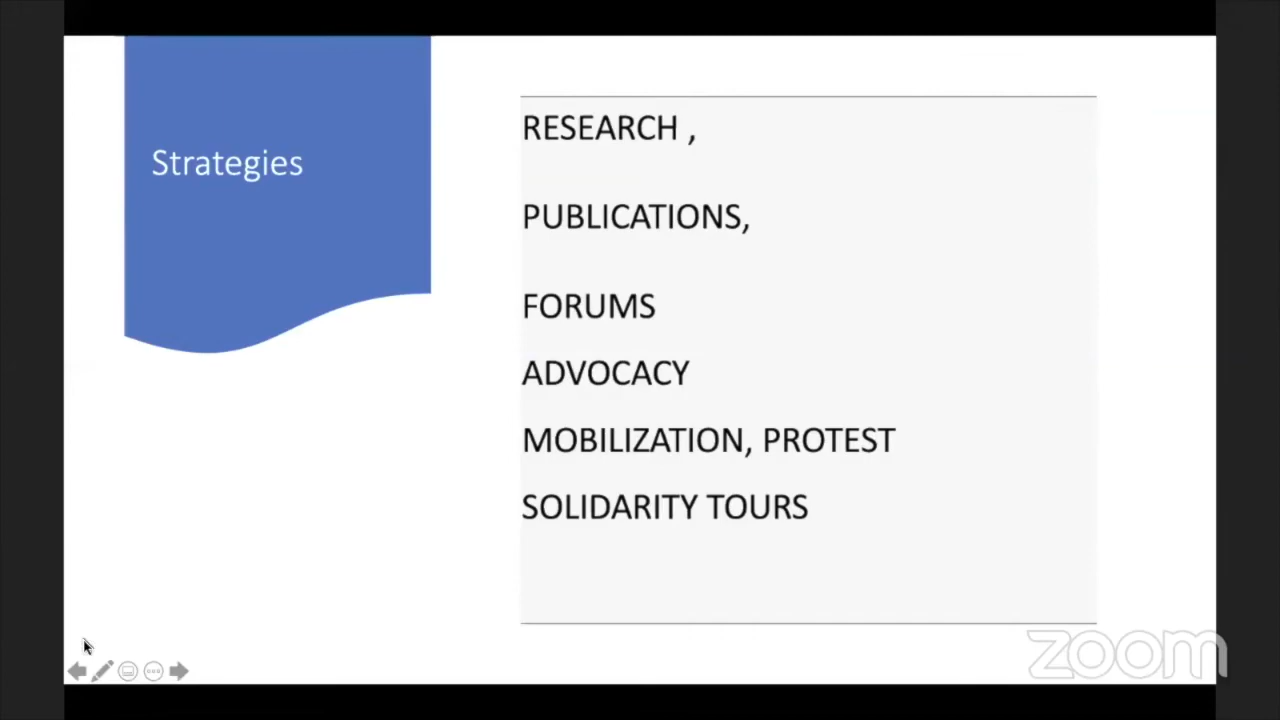 Strategies
RESEARCH ,
PUBLICATIONS,
FORUMS
ADVOCACY
MOBILIZATION, PROTEST
SOLIDARITY TOURS
zoom